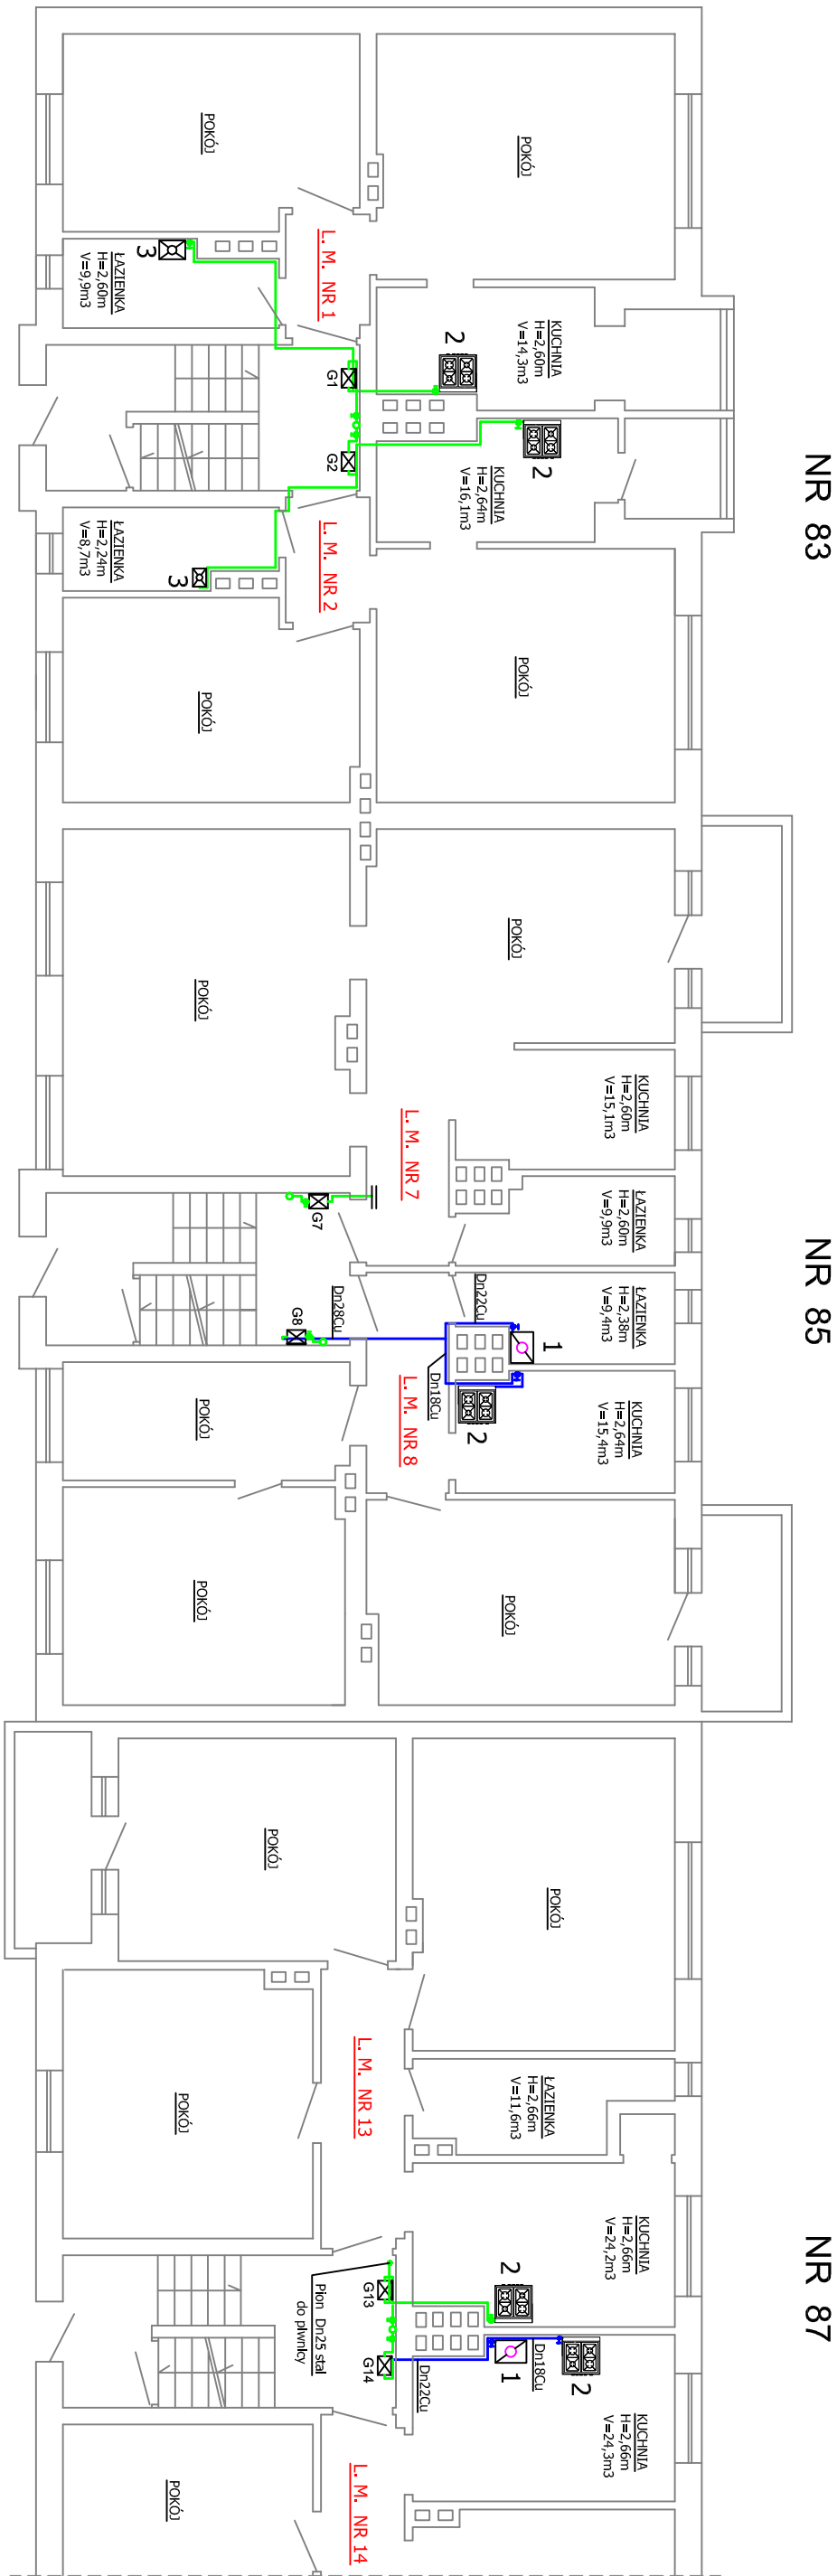 NR 83
POKÓJ
POKÓJ
L. M. NR 1
ŁAZIENKA
H=2,60m
V=9,9m3
3
KUCHNIA
H=2,60m
V=14,3m3
2
G1
G2
2
KUCHNIA
H=2,64m
V=16,1m3
L. M. NR 2
ŁAZIENKA
H=2,24m
V=8,7m3
3
POKÓJ
POKÓJ
NR 85
POKÓJ
POKÓJ
KUCHNIA
H=2,60m
V=15,1m3
L. M. NR 7
ŁAZIENKA
H=2,60m
V=9,9m3
G7
ŁAZIENKA
H=2,38m
V=9,4m3
Dn22Cu
Dn28Cu
G8
1
Dn18Cu
L. M. NR 8
2
KUCHNIA
H=2,64m
V=15,4m3
POKÓJ
POKÓJ
POKÓJ
NR 87
POKÓJ
POKÓJ
L. M. NR 13
ŁAZIENKA
H=2,66m
V=11,6m3
POKÓJ
KUCHNIA
H=2,66m
V=24,2m3
2
G13
Pion Dn25 stal
do piwnicy
G14
Dn22Cu
1
Dn18Cu
2
KUCHNIA
H=2,66m
V=24,3m3
L. M. NR 14
POKÓJ